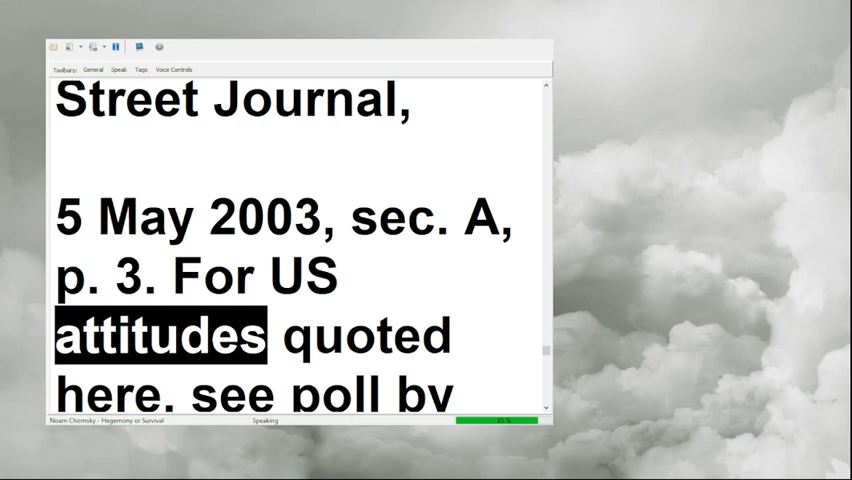 Toolbars: General Speak Tags Voice Controls
Street Journal,
5 May 2003, sec. A,
p. 3. For US
attitudes quoted
here, see poll by
Noam Chomsky - Hegemony or Survival Speaking 85 %